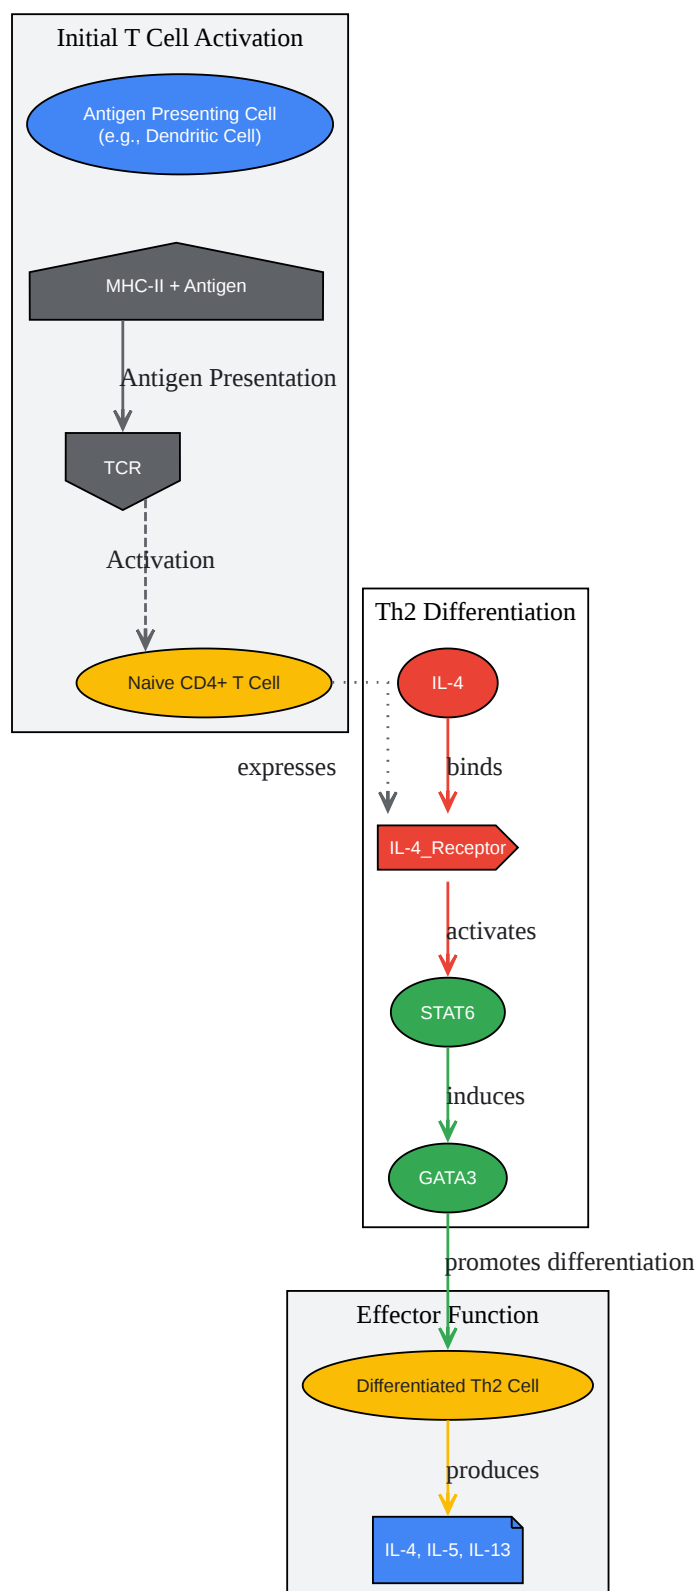 Initial T Cell Activation
Antigen Presenting Cell
(e.g., Dendritic Cell)
MHC-II + Antigen
Antigen Presentation
TCR
Activation
Naive CD4+ T Cell
expresses
Th2 Differentiation
IL-4
binds
IL-4_Receptor
activates
STAT6
induces
GATA3
promotes differentiation
Effector Function
Differentiated Th2 Cell
produces
IL-4, IL-5, IL-13